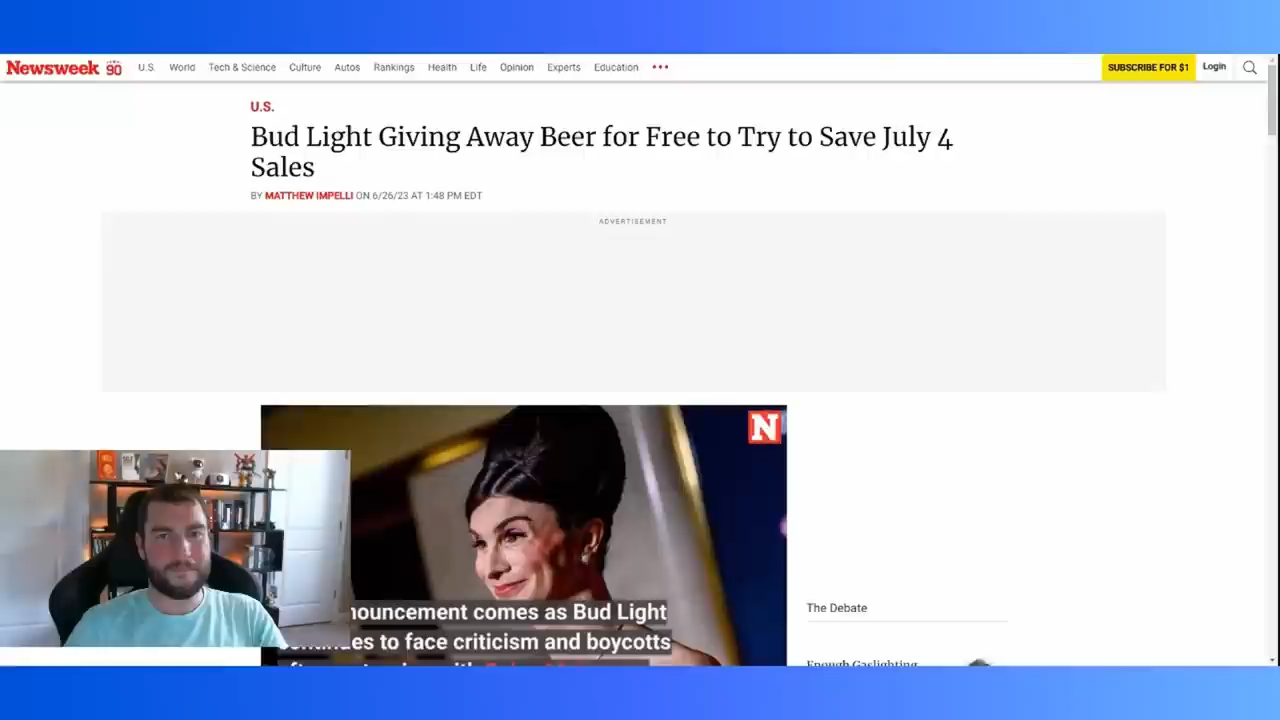 Newsweek 90 U.S. World Tech & Science Culture Autos Rankings Health Life Opinion Experts Education ••• SUBSCRIBE FOR $1 Login
U.S.
Bud Light Giving Away Beer for Free to Try to Save July 4
Sales
BY MATTHEW IMPELLI ON 6/26/23 AT 1:48 PM EDT
ADVERTISEMENT
N
comes as Bud Light
to face criticism and boycotts
The Debate
Enough Gaslighting